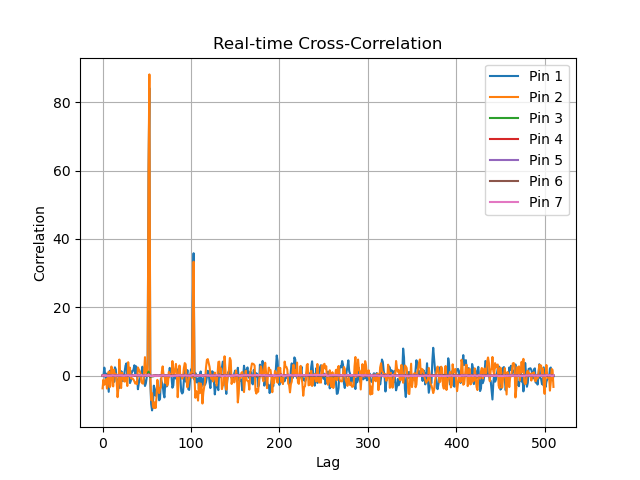 Real-time Cross-Correlation
Pin 1
Pin 2
Pin 3
Pin 4
Pin 5
Pin 6
Pin 7
80
60
40
20
0
Correlation
0 100 200 300 400 500
Lag